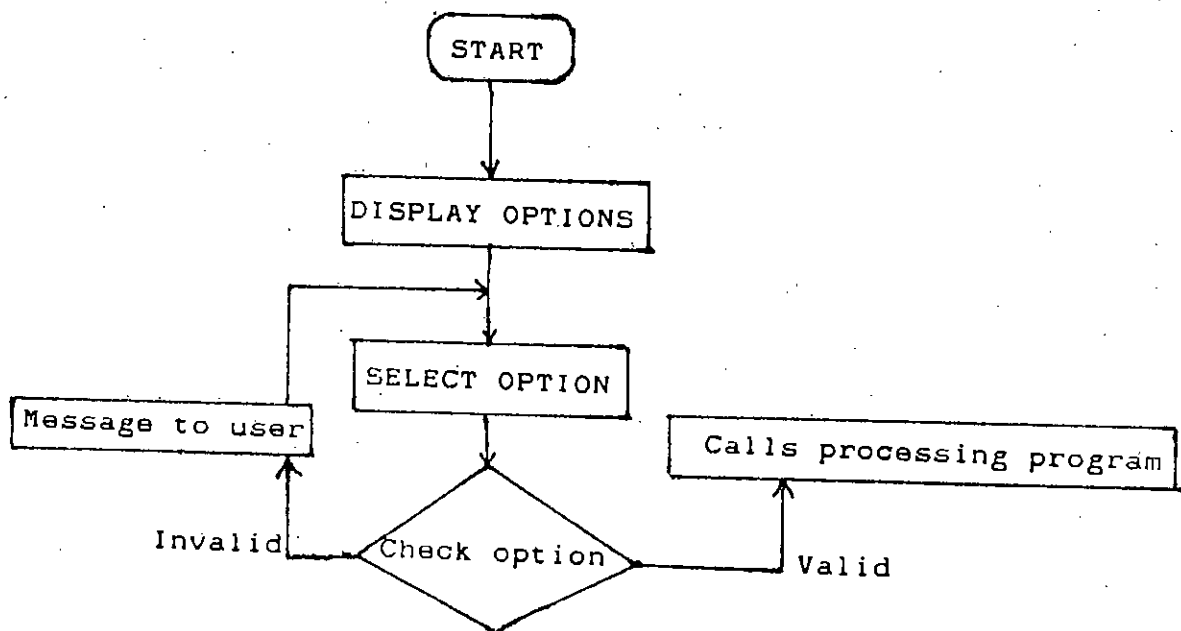 START
DISPLAY OPTIONS
SELECT OPTION
Message to user
Calls processing program
Invalid
Check option
Valid